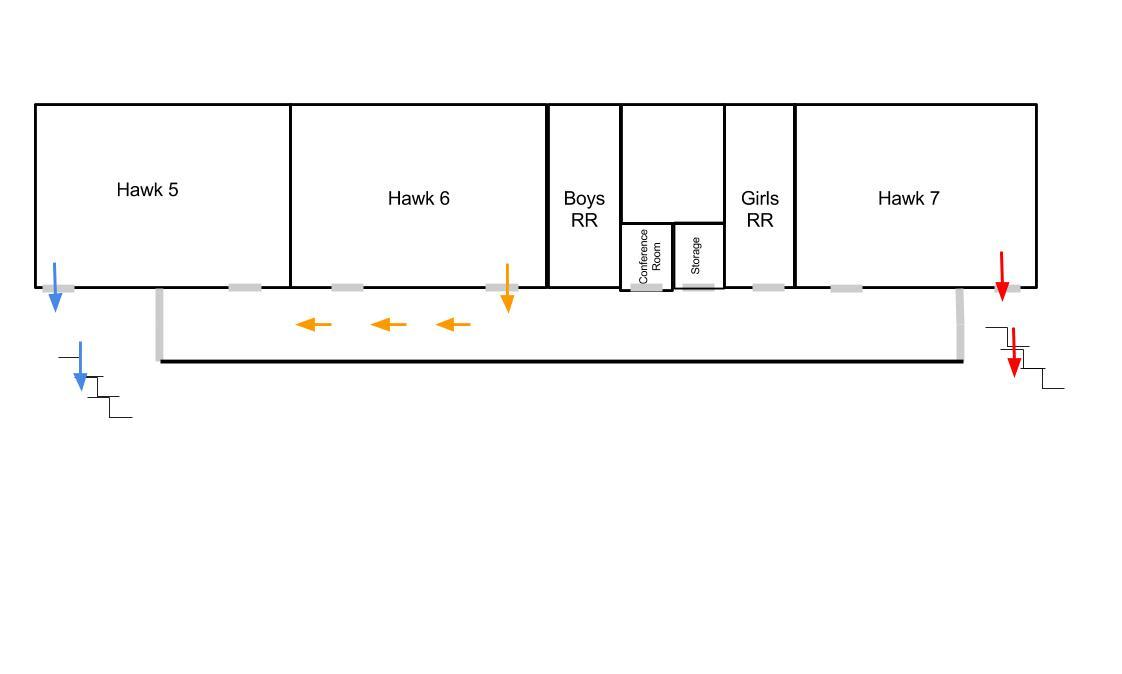 Hawk 5
Hawk 6
Boys
RR
Conference
Room
Storage
Girls
RR
Hawk 7